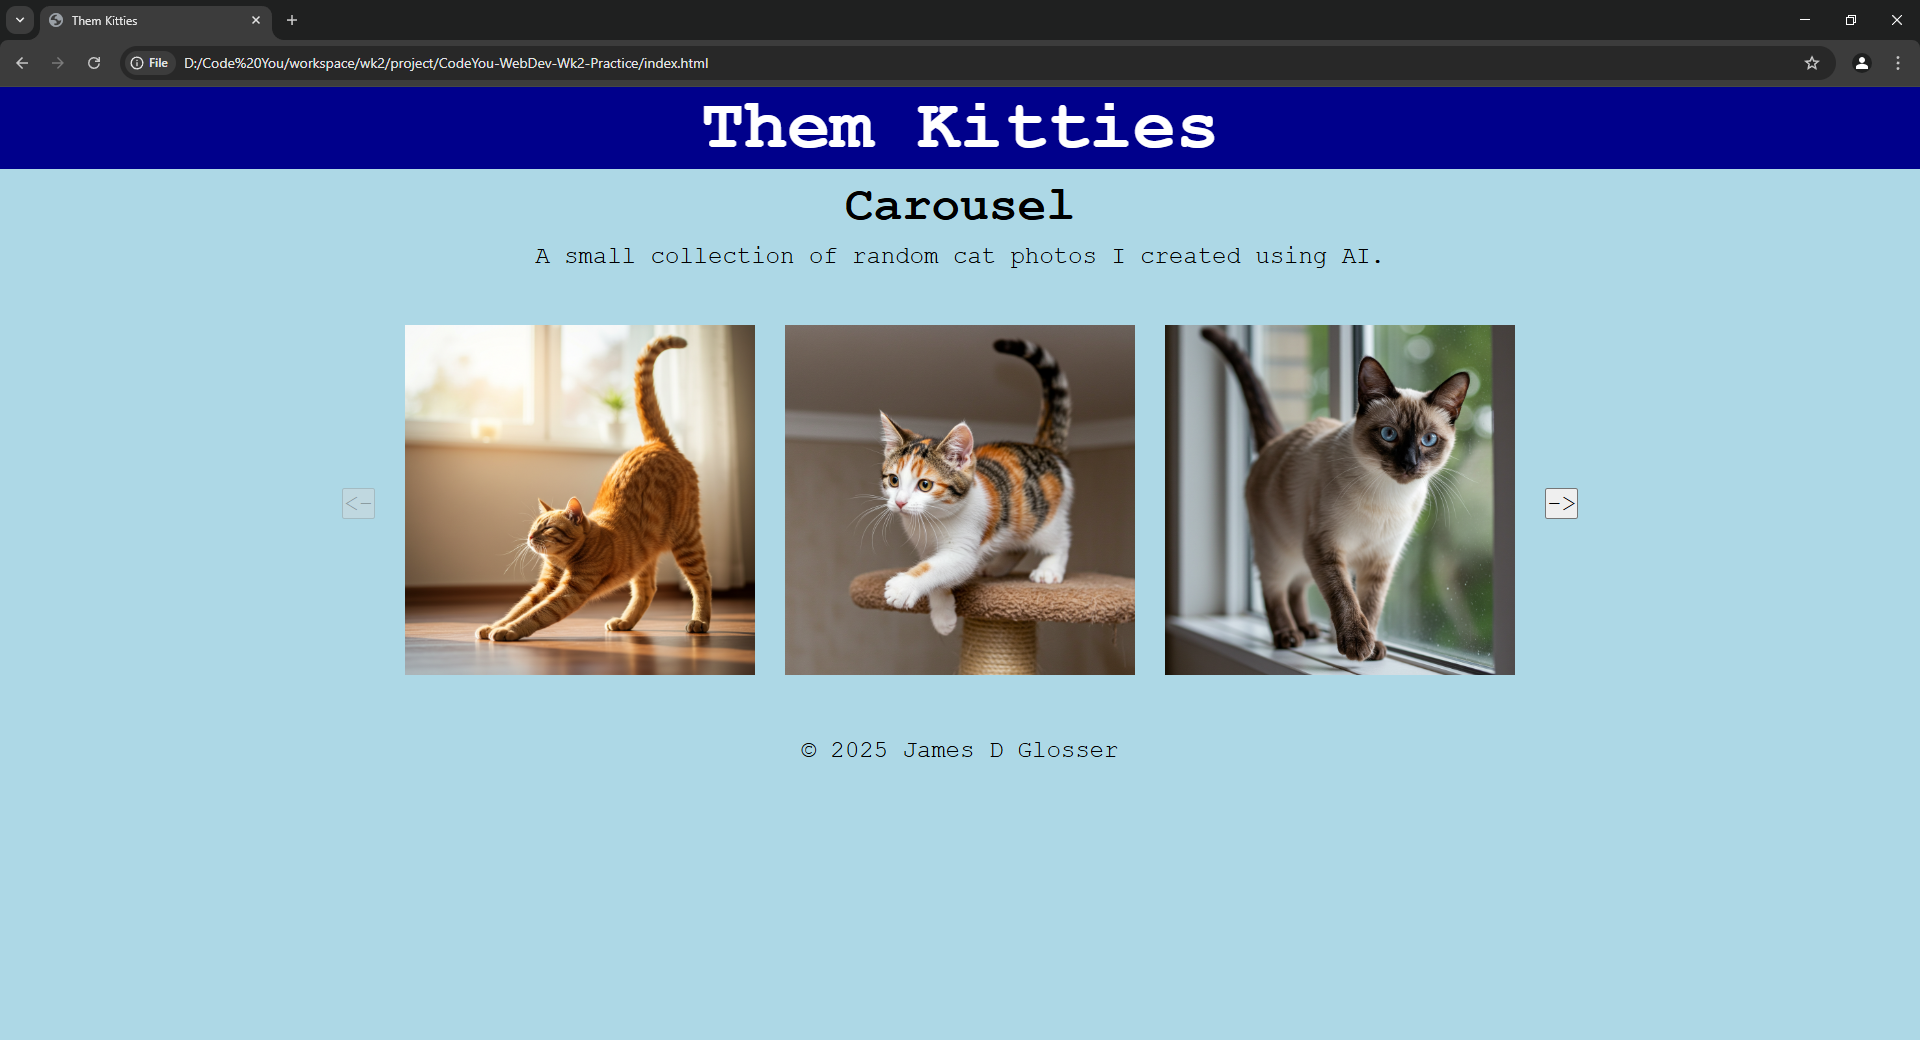 Them Kitties
File D:/Code%20You/workspace/wk2/project/CodeYou-WebDev-Wk2-Practice/index.html
Them Kitties
Carousel
A small collection of random cat photos I created using AI.
<- ->
© 2025 James D Glosser